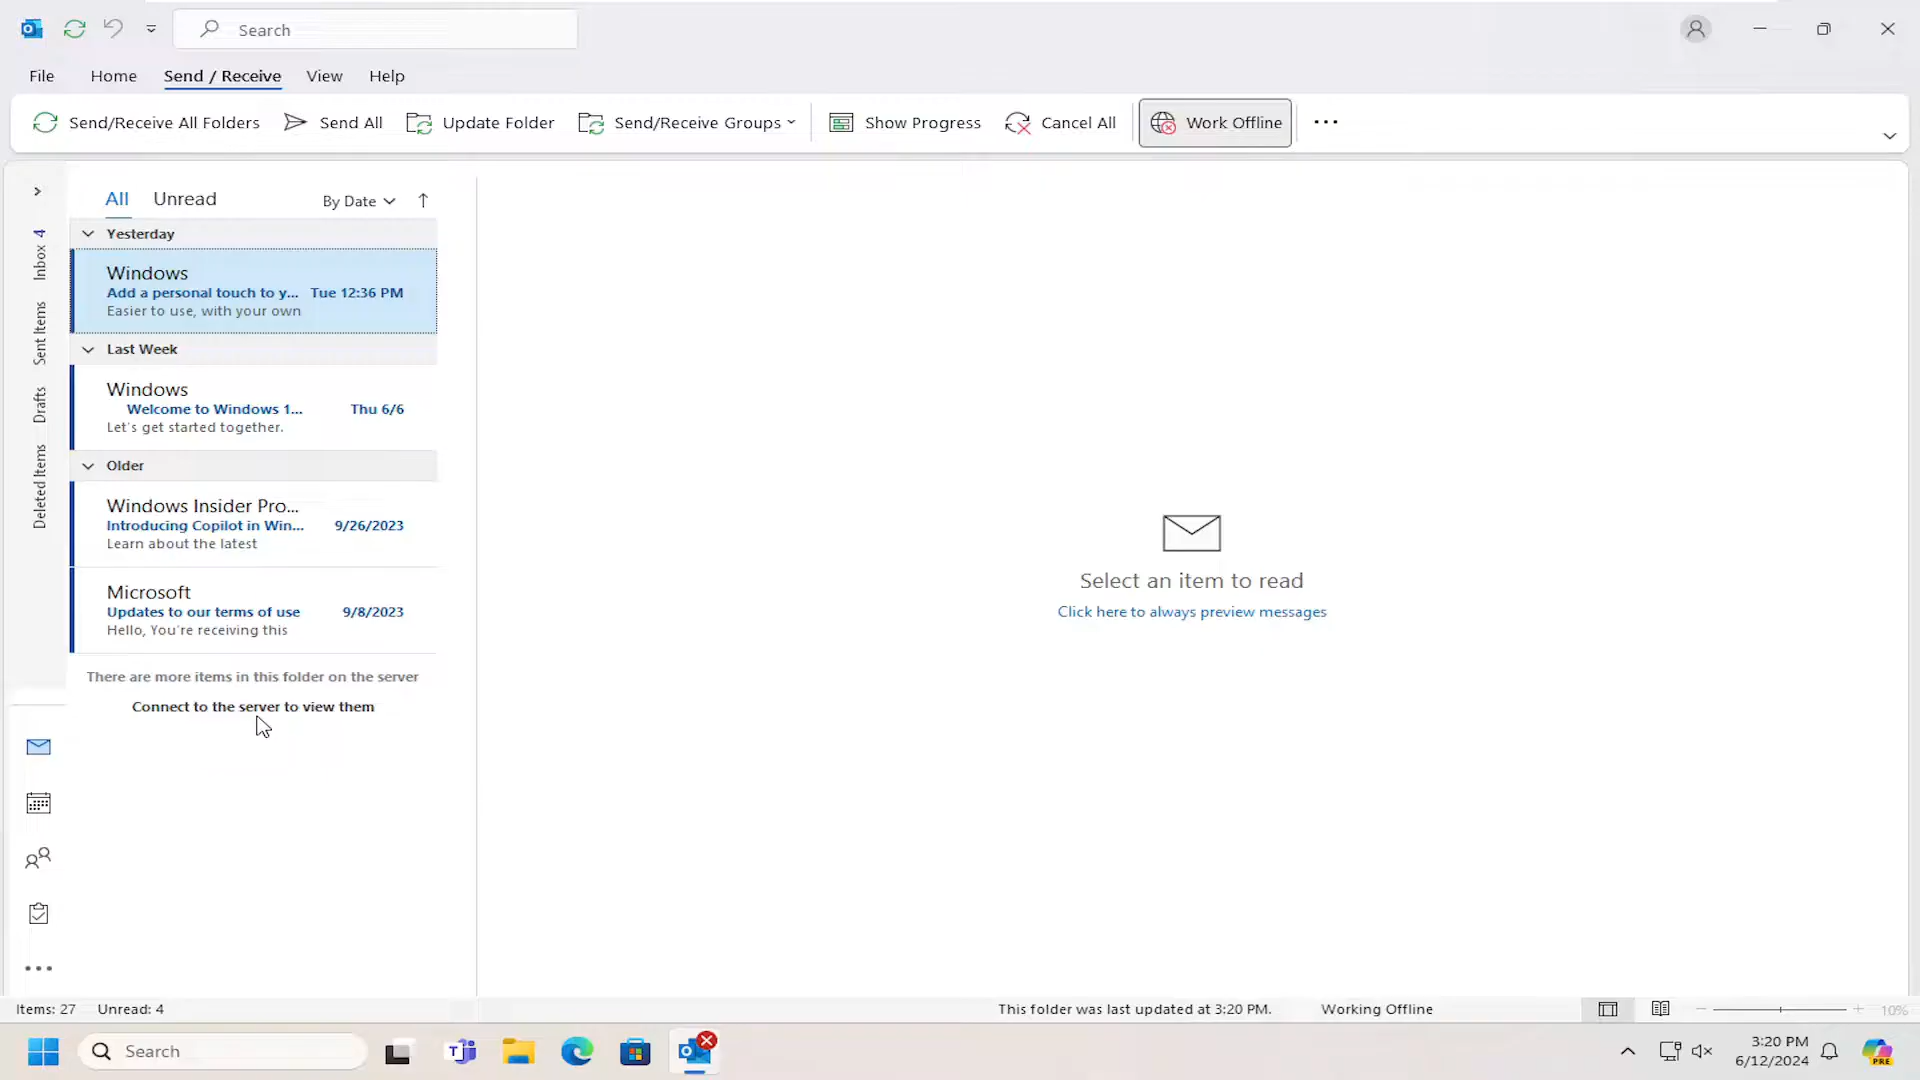 Search
File Home Send / Receive View Help
Send/Receive All Folders Send All Update Folder Send/Receive Groups Show Progress Cancel All Work Offline
All Unread By Date
Yesterday
Windows
Add a personal touch to y... Tue 12:36 PM
Easier to use, with your own
Last Week
Windows
Welcome to Windows 1... Thu 6/6
Let's get started together.
Older
Windows Insider Pro...
Introducing Copilot in Win... 9/26/2023
Learn about the latest
Microsoft
Updates to our terms of use 9/8/2023
Hello, You're receiving this
There are more items in this folder on the server
Connect to the server to view them
Inbox 4
Sent Items
Drafts
Deleted Items
Select an item to read
Click here to always preview messages
Items: 27 Unread: 4 This folder was last updated at 3:20 PM. Working Offline 10%
Search
3:20 PM
6/12/2024
PRE